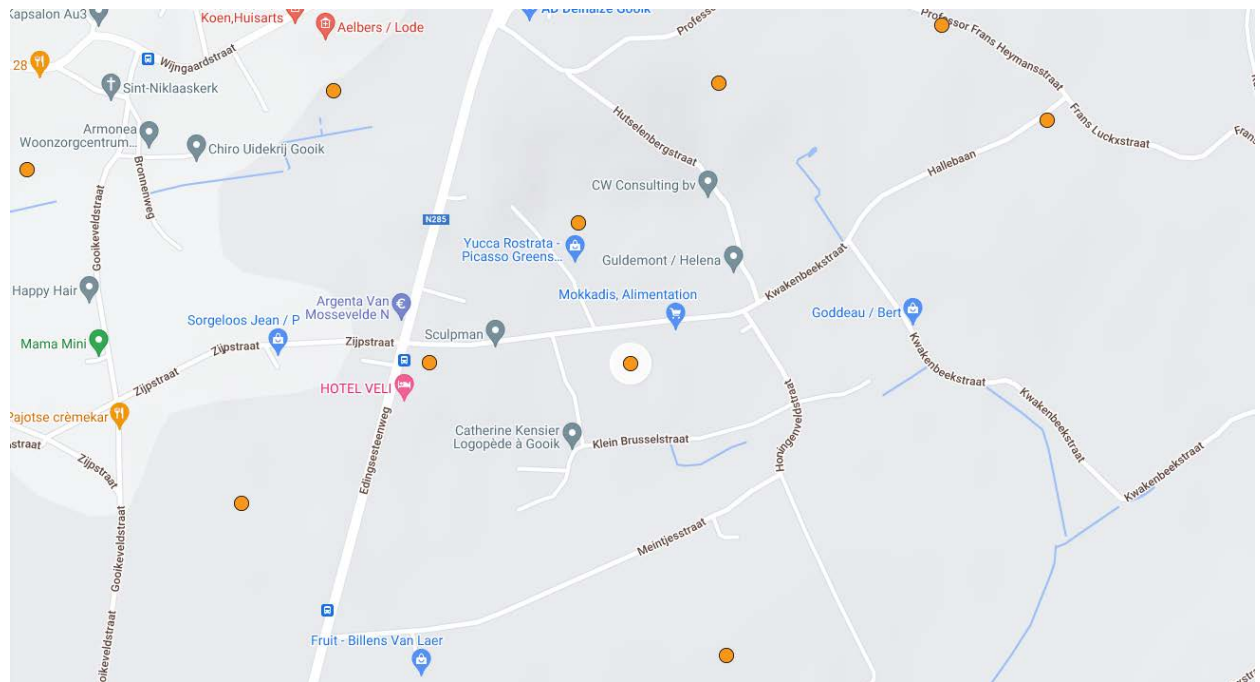 Kapsalon Au3
Koen,Huisarts
Aelbers / Lode
AD Delhaize Gooik
Professor Frans Heymansstraat
28
Wijngaardstraat
Sint-Niklaaskerk
Armonea
Woonzorgcentrum...
Chiro Uidekrij Gooik
Bronnenweg
Gooikeveldstraat
Hutselenbergstraat
Frans Luckxstraat
Hallebaan
CW Consulting bv
N285
Yucca Rostrata -
Picasso Greens...
Guldemont / Helena
Kwakenbeekstraat
Happy Hair
Argenta Van
Mossevelde N
Mokkadis, Alimentation
Goddeau / Bert
Sorgeloos Jean / P
Sculpman
Mama Mini
Zijpstraat
Zijpstraat
Zijpstraat
HOTEL VELI
Kwakenbeekstraat
Kwakenbeekstraat
Pajotse crèmekar
Catherine Kensier
Logopède à Gooik
Klein Brusselstraat
Honingenveldstraat
Edingsesteenweg
Zijpstraat
Kwakenbeekstraat
Gooikeveldstraat
Meintjesstraat
Fruit - Billens Van Laer